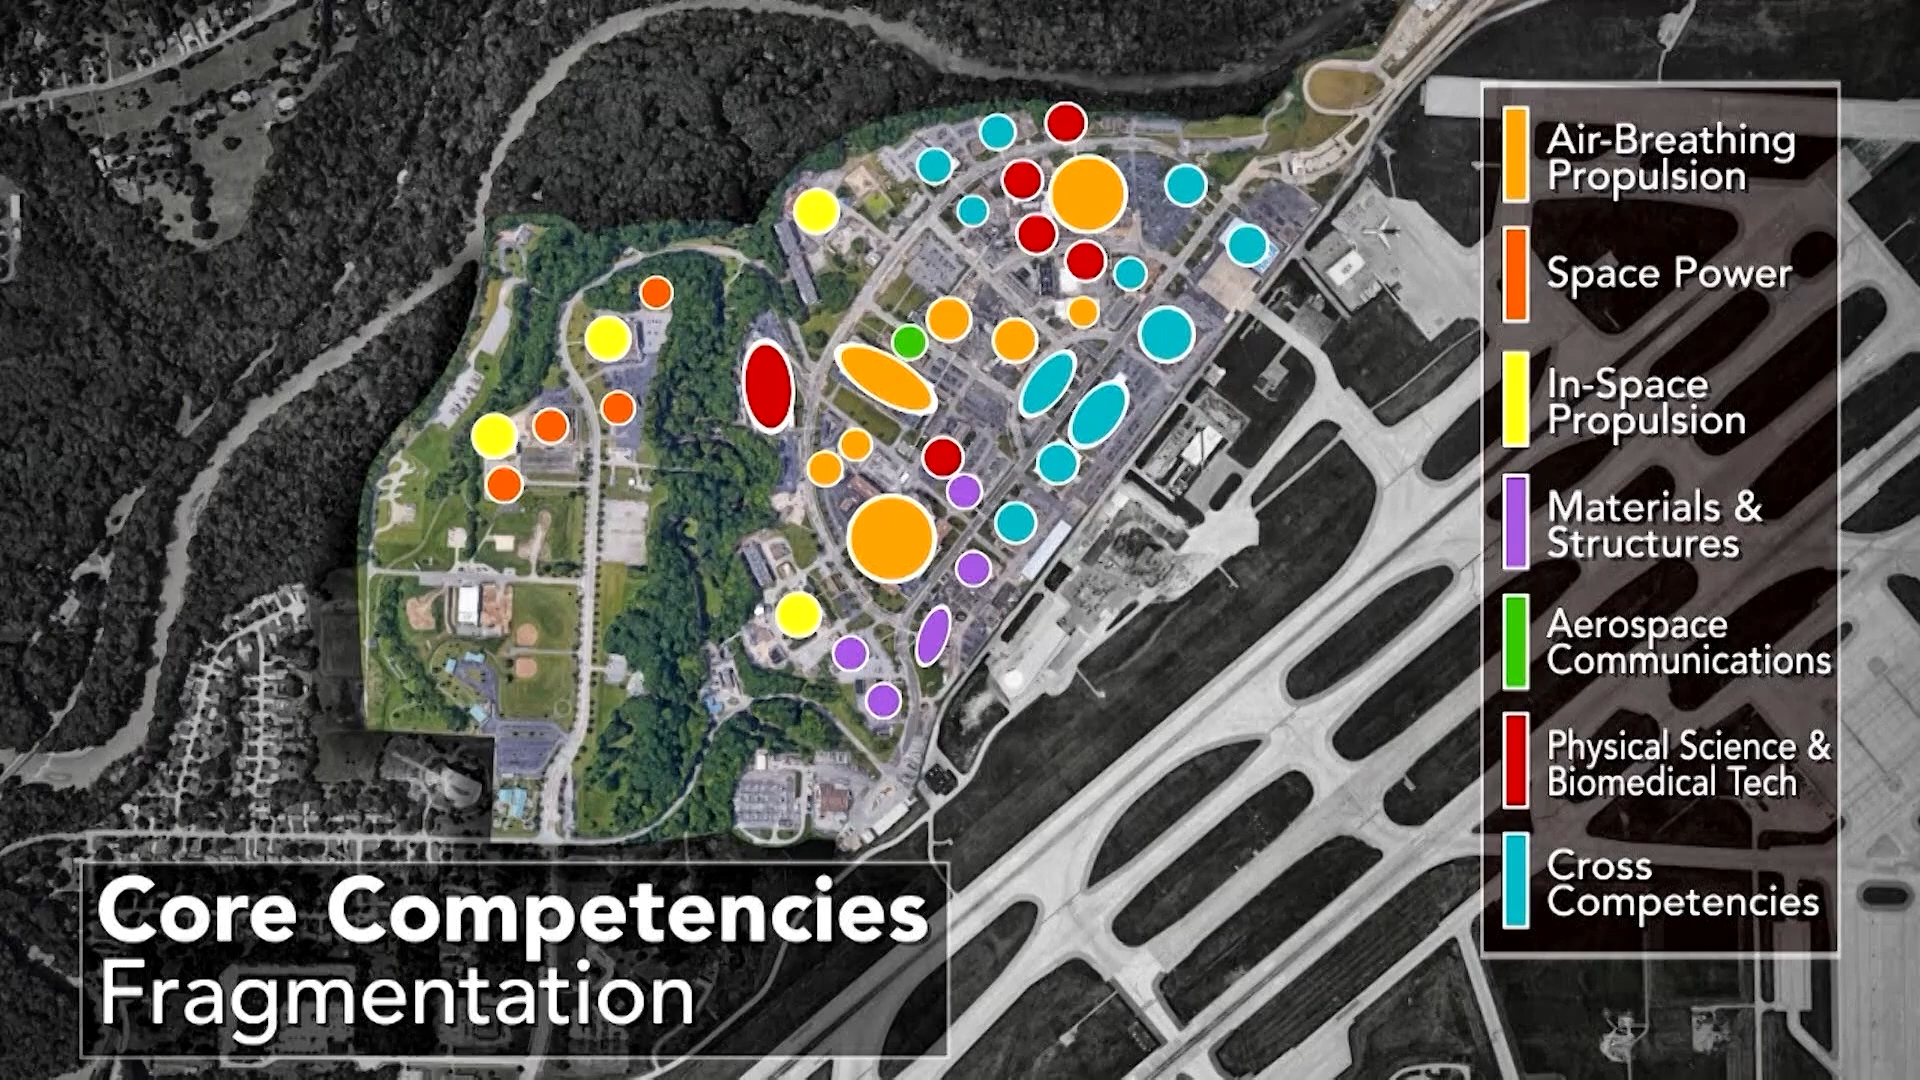 Air-Breathing
Propulsion
Space Power
In-Space
Propulsion
Materials &
Structures
Aerospace
Communications
Physical Science &
Biomedical Tech
Cross
Competencies
Core Competencies
Fragmentation